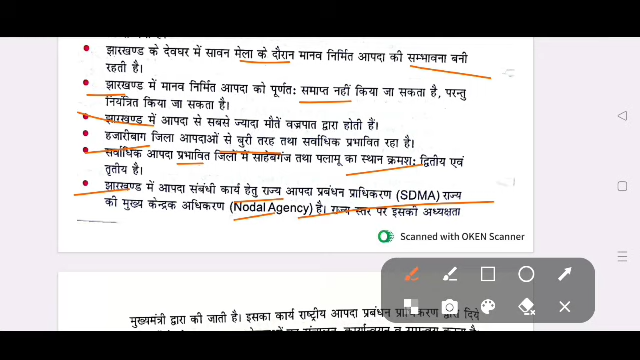 झारखण्ड के देवघर में सावन मेला के दौरान मानव निर्मित आपदा की सम्भावना बनी
रहती है।
झारखण्ड में मानव निर्मित आपदा को पूर्णतः समाप्त नहीं किया जा सकता है, परन्तु
नियंत्रित किया जा सकता है।
झारखण्ड में आपदा से सबसे ज्यादा मौतें वज्रपात द्वारा होती हैं।
हजारीबाग जिला आपदाओं से बुरी तरह तथा सर्वाधिक प्रभावित रहा है।
सर्वाधिक आपदा प्रभावित जिलों में साहेबगंज तथा पलामू का स्थान क्रमशः द्वितीय एवं
तृतीय है।
झारखण्ड में आपदा संबंधी कार्य हेतु राज्य आपदा प्रबंधन प्राधिकरण (SDMA) राज्य
की मुख्य केन्द्रक अधिकरण (Nodal Agency) है। राज्य स्तर पर इसकी अध्यक्षता
Scanned with OKEN Scanner
मुख्यमंत्री द्वारा की जाती है। इसका कार्य राष्ट्रीय आपदा प्रबंधन प्राधिकरण द्वारा दिये